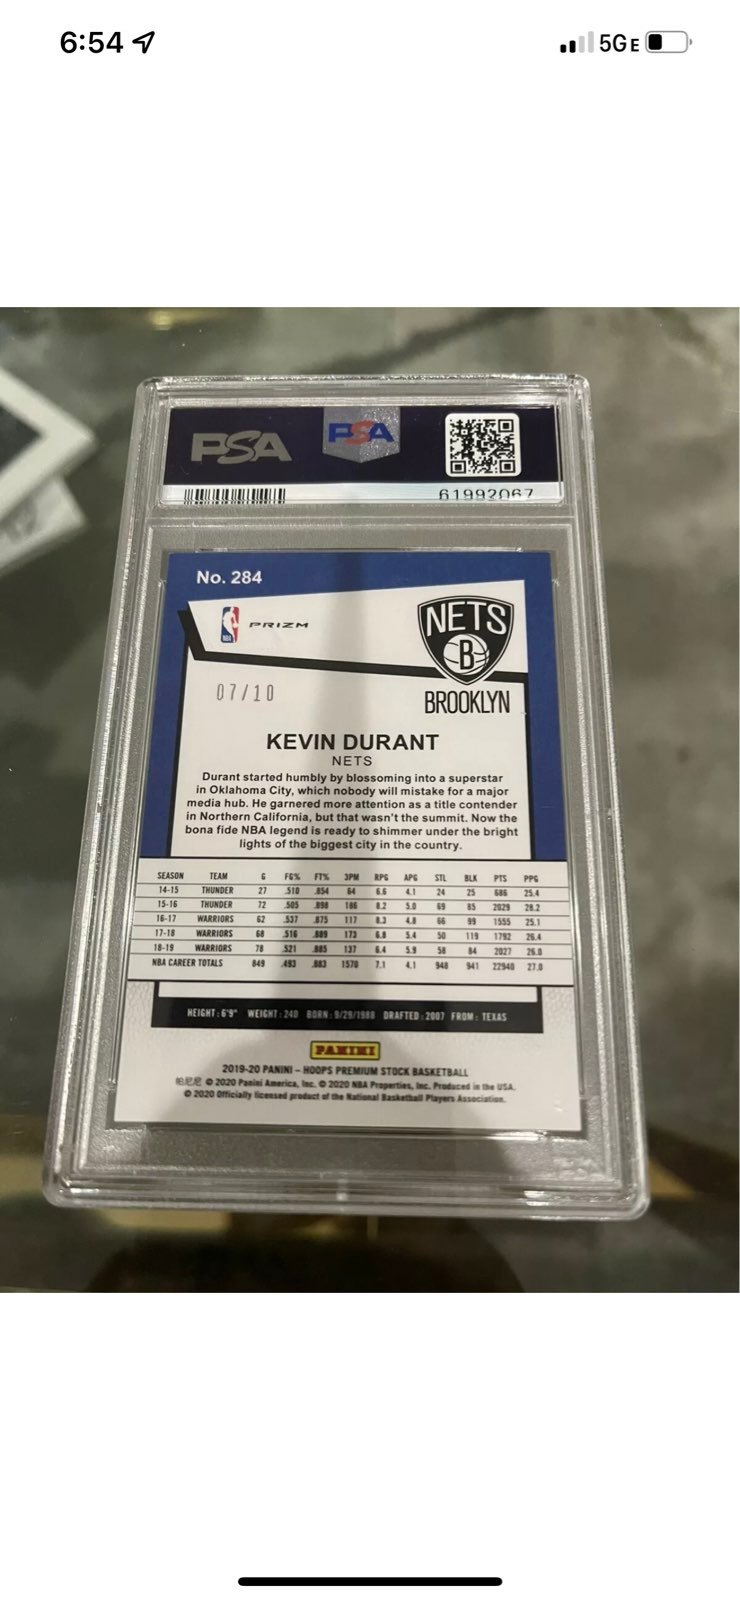 6:54 5GE
PSA PSA
61992067
No. 284
PRIZM
NETS
B
07/10
BROOKLYN
KEVIN DURANT
NETS
Durant started humbly by blossoming into a superstar
in Oklahoma City, which nobody will mistake for a major
media hub. He garnered more attention as a title contender
in Northern California, but that wasn't the summit. Now the
bona fide NBA legend is ready to shimmer under the bright
lights of the biggest city in the country.
SEASON TEAM G FG% FT% 3PM RPG APG STL BLK PTS PPG
14-15 THUNDER 27 .510 .854 64 6.6 4.1 24 25 686 25.4
15-16 THUNDER 72 .505 .898 186 8.2 5.0 69 85 2029 28.2
16-17 WARRIORS 62 .537 .875 117 8.3 4.8 66 99 1555 25.1
17-18 WARRIORS 68 .516 .889 173 6.8 5.4 50 119 1792 26.4
18-19 WARRIORS 78 .521 .885 137 6.4 5.9 58 84 2027 26.0
NBA CAREER TOTALS 849 .493 .883 1570 7.1 4.1 948 941 22940 27.0
HEIGHT: 6'9" WEIGHT: 240 BORN: 9/29/1988 DRAFTED: 2007 FROM: TEXAS
PANINI
2019-20 PANINI – HOOPS PREMIUM STOCK BASKETBALL
帕尼尼 © 2020 Panini America, Inc. © 2020 NBA Properties, Inc. Produced in the USA.
© 2020 Officially licensed product of the National Basketball Players Association.